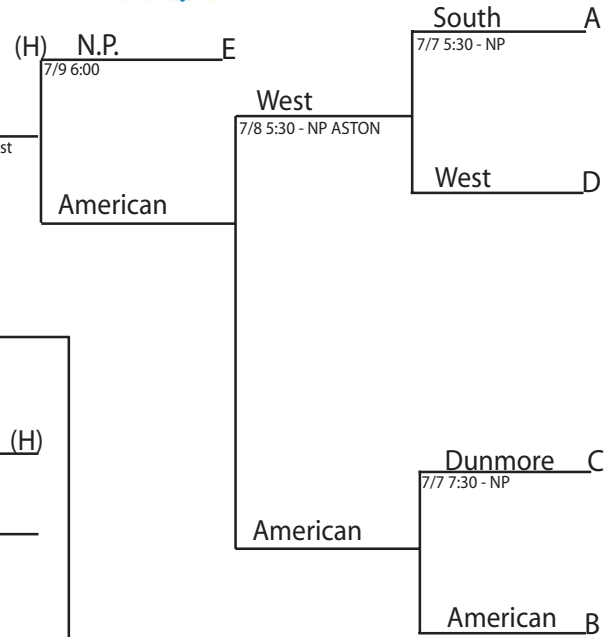 South A
(H) N.P. E
7/7 5:30 - NP
7/9 6:00
West
7/8 5:30 - NP ASTON
st
West D
American
(H)
Dunmore C
7/7 7:30 - NP
American
American B